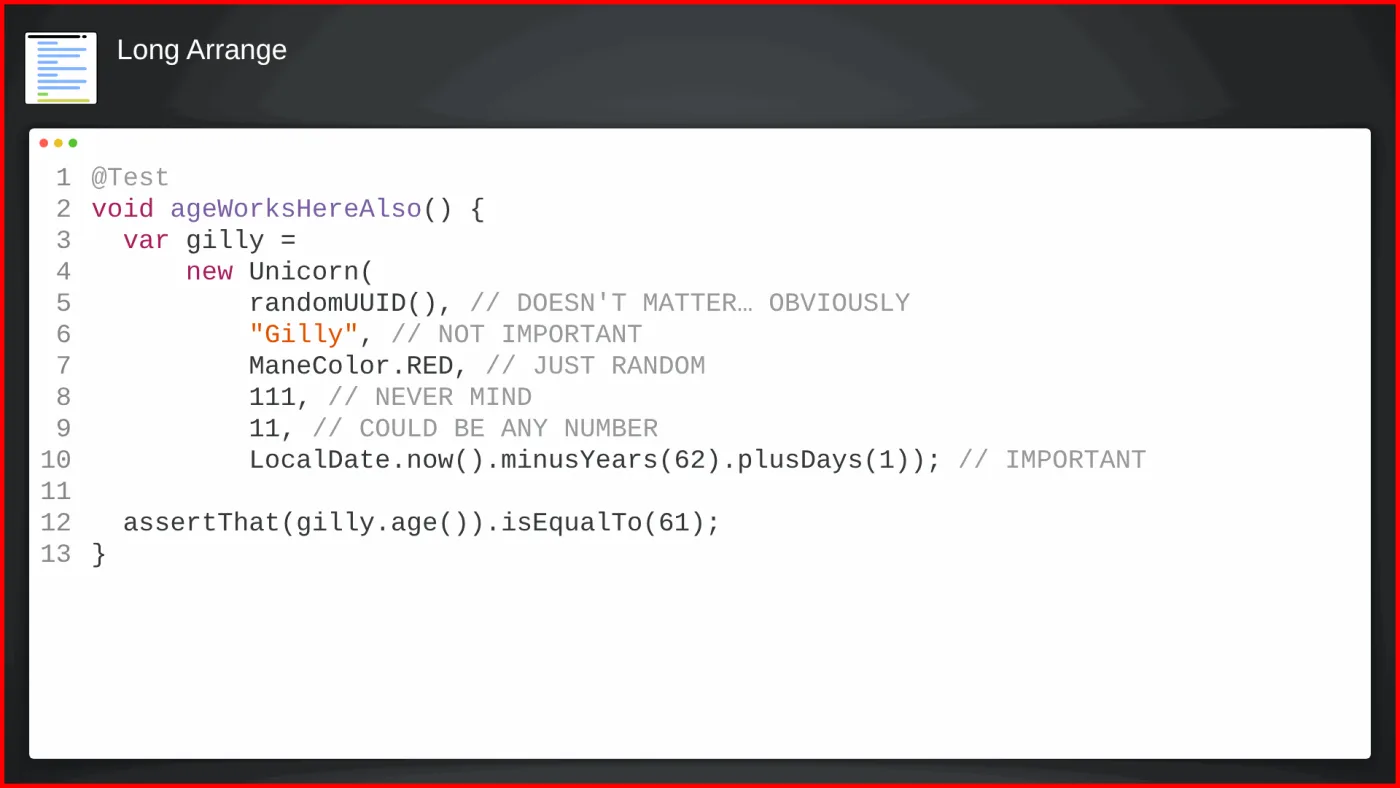 Long Arrange
1 @Test
2 void ageWorksHereAlso() {
3   var gilly =
4       new Unicorn(
5           randomUUID(), // DOESN'T MATTER… OBVIOUSLY
6           "Gilly", // NOT IMPORTANT
7           ManeColor.RED, // JUST RANDOM
8           111, // NEVER MIND
9           11, // COULD BE ANY NUMBER
10           LocalDate.now().minusYears(62).plusDays(1)); // IMPORTANT
11
12   assertThat(gilly.age()).isEqualTo(61);
13 }